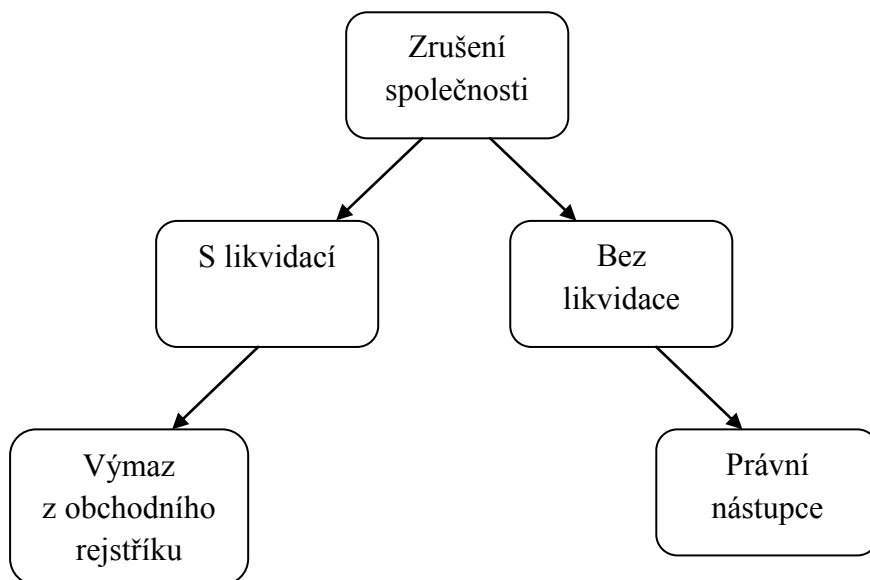 Zrušení
společnosti
S likvidací
Bez
likvidace
Výmaz
z obchodního
rejstříku
Právní
nástupce